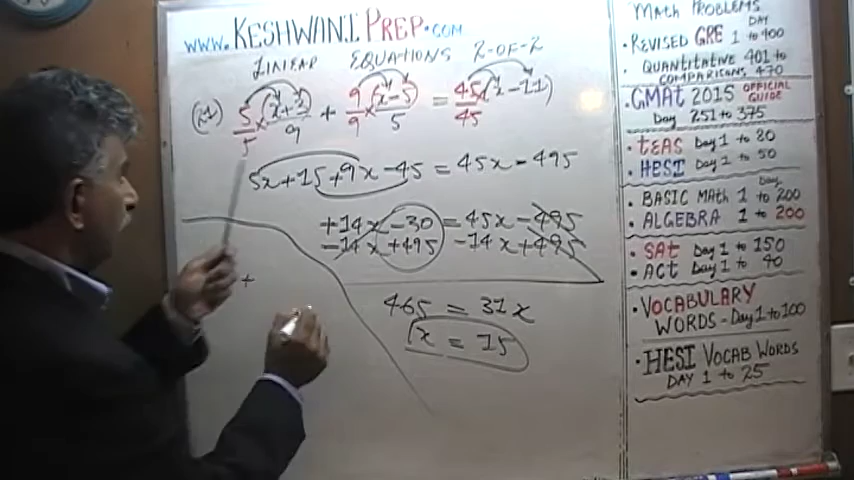 www.KESHWANI PREP.COM
LINEAR EQUATIONS 2-OF-2
5/5 × (x+3)/9 + 9/9 × (x-5)/5 = 45/45 (x-11)
5x+15+9x-45 = 45x-495
+14x-30 = 45x-495
-14x+495 -14x+495
465 = 31x
x = 15
+
MATH PROBLEMS
DAY
• REVISED GRE 1 to 400
• QUANTITATIVE 401 to
COMPARISONS 470
• GMAT 2015 OFFICIAL GUIDE
Day 251 to 375
• TEAS Day 1 to 80
• HESI Day 1 to 50
Day
• BASIC MATH 1 to 200
• ALGEBRA 1 to 200
• SAT Day 1 to 150
• ACT Day 1 to 40
• VOCABULARY
WORDS - Day 1 to 100
• HESI VOCAB WORDS
DAY 1 to 25